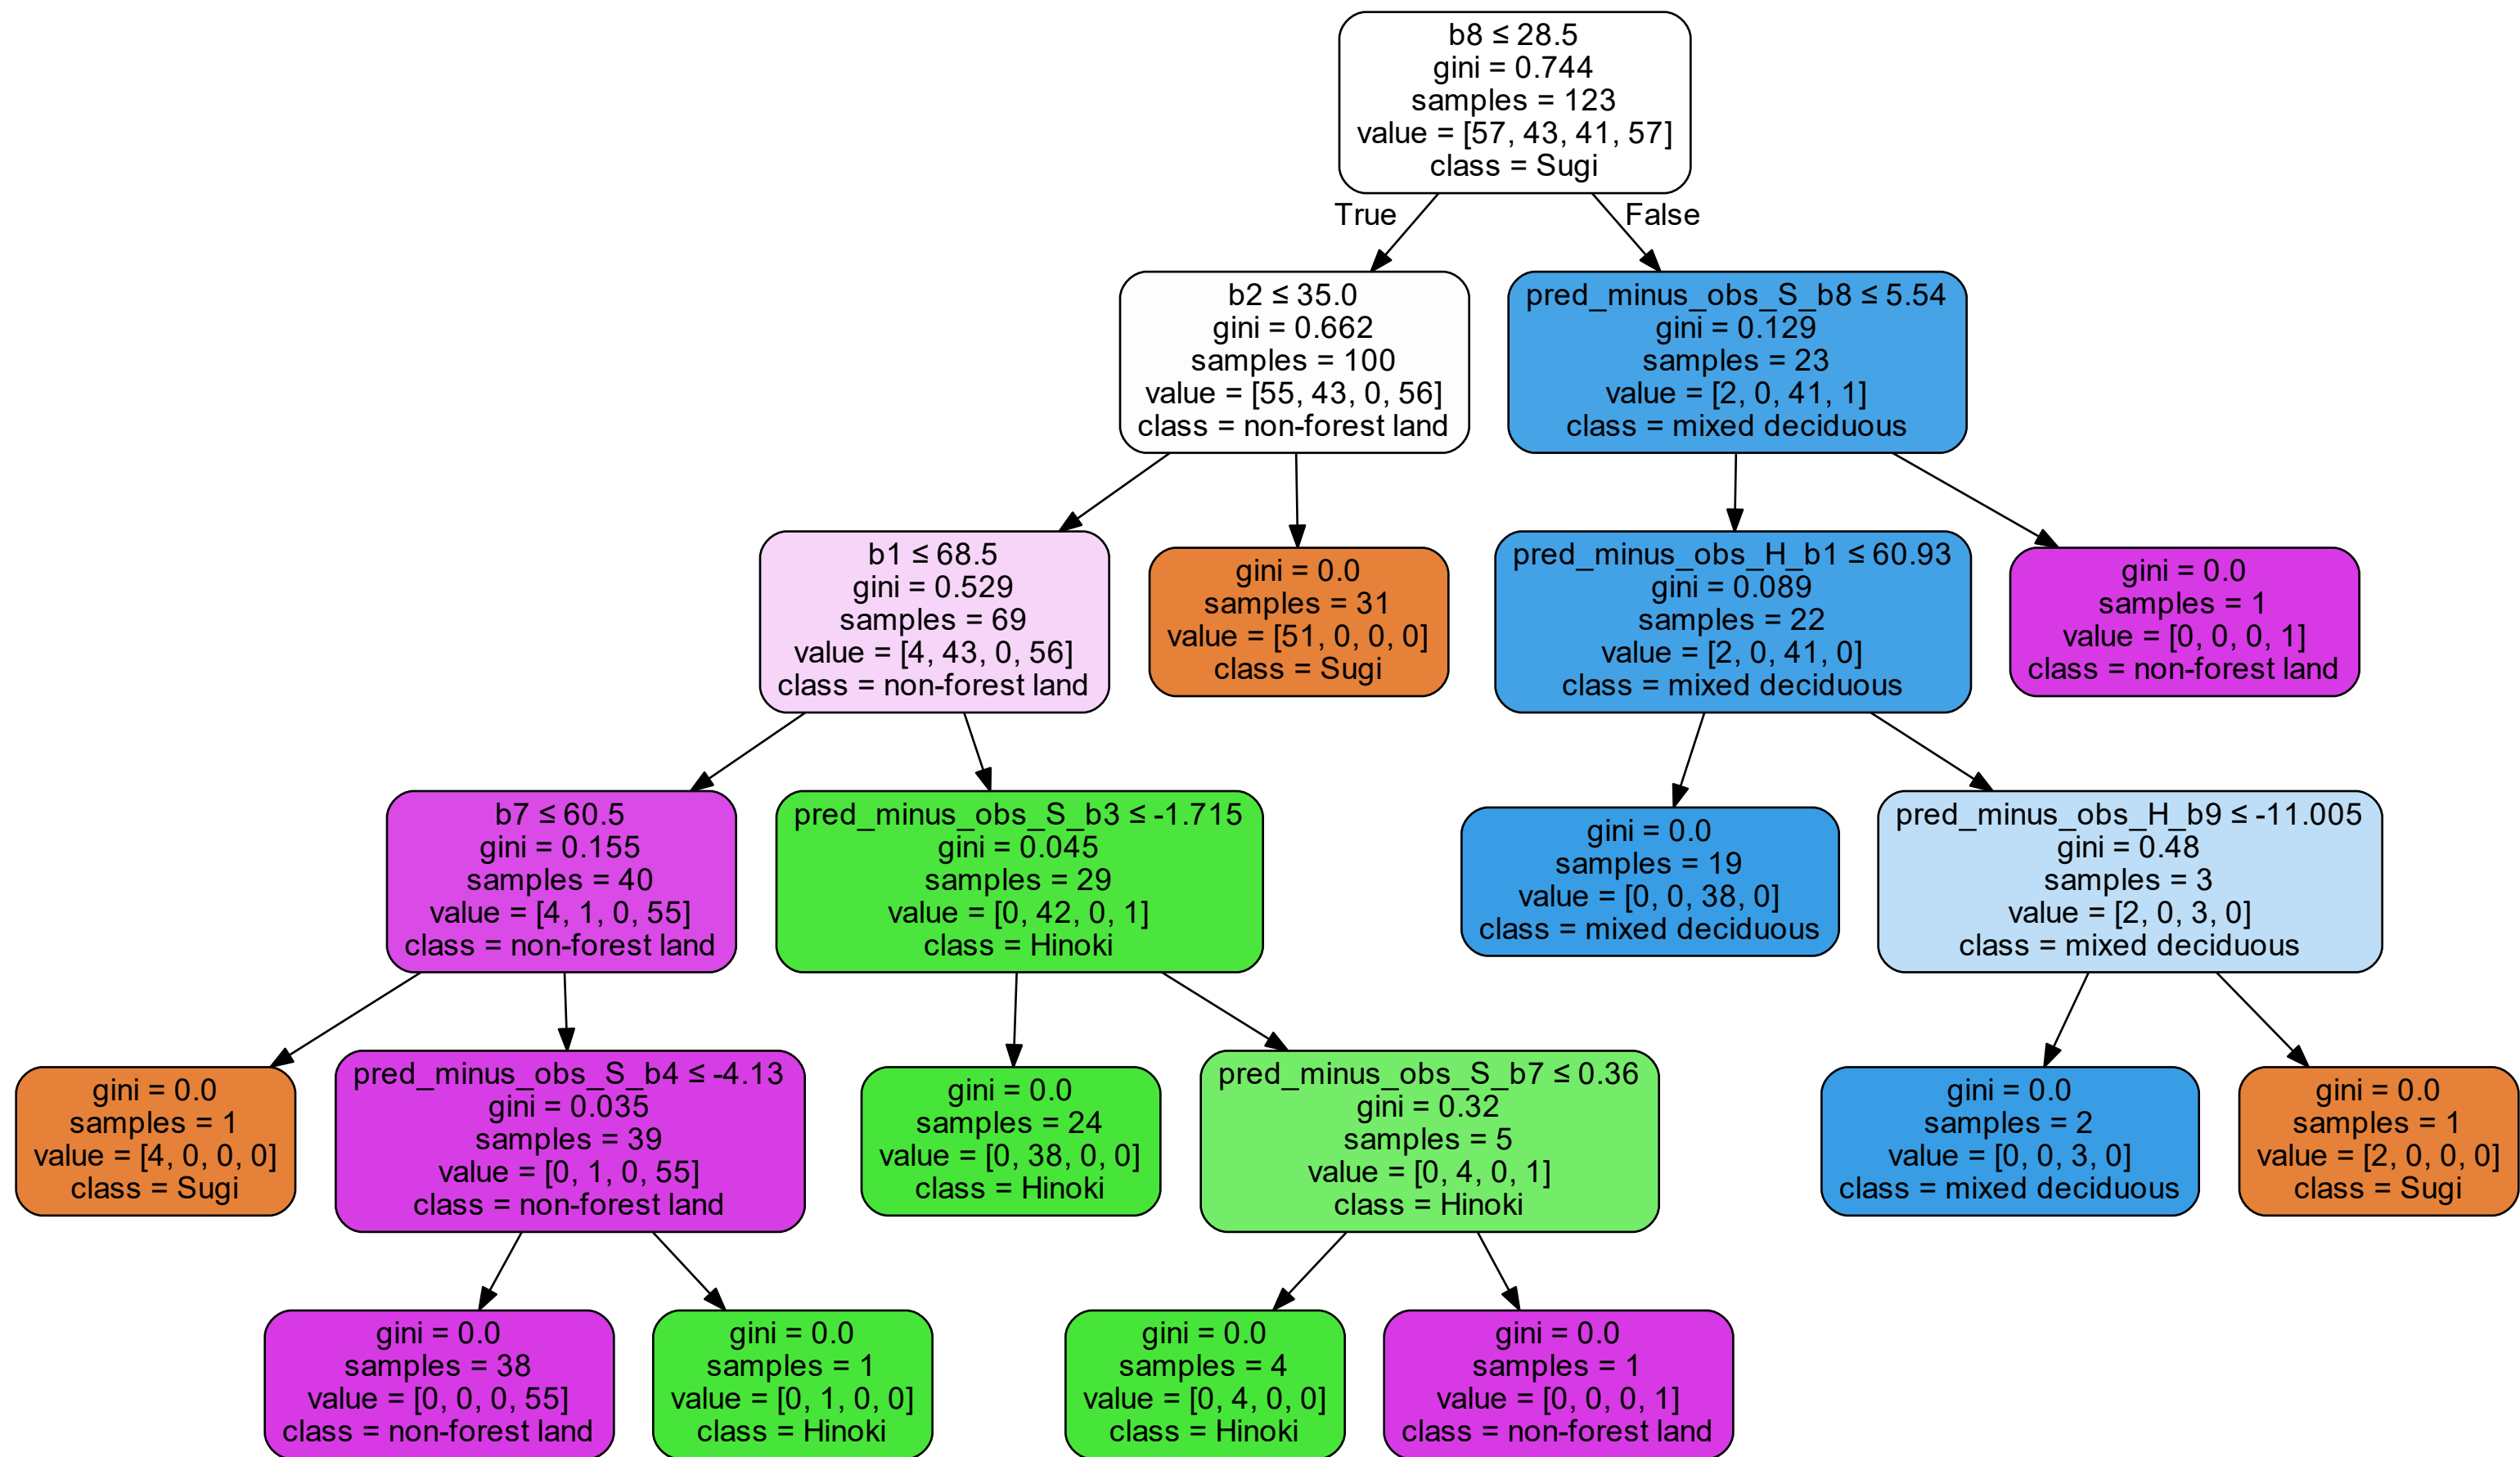 b8 ≤ 28.5
gini = 0.744
samples = 123
value = [57, 43, 41, 57]
class = Sugi
True
False
b2 ≤ 35.0
gini = 0.662
samples = 100
value = [55, 43, 0, 56]
class = non-forest land
pred_minus_obs_S_b8 ≤ 5.54
gini = 0.129
samples = 23
value = [2, 0, 41, 1]
class = mixed deciduous
b1 ≤ 68.5
gini = 0.529
samples = 69
value = [4, 43, 0, 56]
class = non-forest land
gini = 0.0
samples = 31
value = [51, 0, 0, 0]
class = Sugi
pred_minus_obs_H_b1 ≤ 60.93
gini = 0.089
samples = 22
value = [2, 0, 41, 0]
class = mixed deciduous
gini = 0.0
samples = 1
value = [0, 0, 0, 1]
class = non-forest land
b7 ≤ 60.5
gini = 0.155
samples = 40
value = [4, 1, 0, 55]
class = non-forest land
pred_minus_obs_S_b3 ≤ -1.715
gini = 0.045
samples = 29
value = [0, 42, 0, 1]
class = Hinoki
gini = 0.0
samples = 19
value = [0, 0, 38, 0]
class = mixed deciduous
pred_minus_obs_H_b9 ≤ -11.005
gini = 0.48
samples = 3
value = [2, 0, 3, 0]
class = mixed deciduous
gini = 0.0
samples = 1
value = [4, 0, 0, 0]
class = Sugi
pred_minus_obs_S_b4 ≤ -4.13
gini = 0.035
samples = 39
value = [0, 1, 0, 55]
class = non-forest land
gini = 0.0
samples = 24
value = [0, 38, 0, 0]
class = Hinoki
pred_minus_obs_S_b7 ≤ 0.36
gini = 0.32
samples = 5
value = [0, 4, 0, 1]
class = Hinoki
gini = 0.0
samples = 2
value = [0, 0, 3, 0]
class = mixed deciduous
gini = 0.0
samples = 1
value = [2, 0, 0, 0]
class = Sugi
gini = 0.0
samples = 38
value = [0, 0, 0, 55]
class = non-forest land
gini = 0.0
samples = 1
value = [0, 1, 0, 0]
class = Hinoki
gini = 0.0
samples = 4
value = [0, 4, 0, 0]
class = Hinoki
gini = 0.0
samples = 1
value = [0, 0, 0, 1]
class = non-forest land